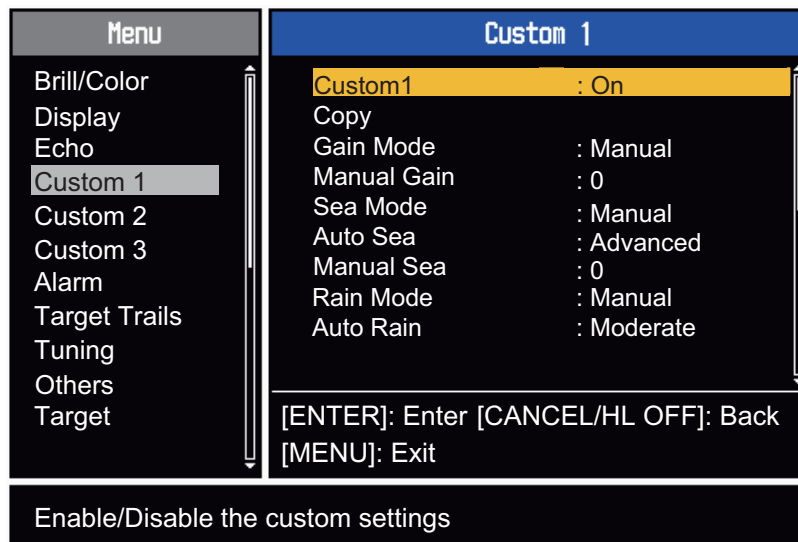 Menu
Brill/Color
Display
Echo
Custom 1
Custom 2
Custom 3
Alarm
Target Trails
Tuning
Others
Target
Custom 1
Custom1 : On
Copy
Gain Mode : Manual
Manual Gain : 0
Sea Mode : Manual
Auto Sea : Advanced
Manual Sea : 0
Rain Mode : Manual
Auto Rain : Moderate
[ENTER]: Enter [CANCEL/HL OFF]: Back
[MENU]: Exit
Enable/Disable the custom settings